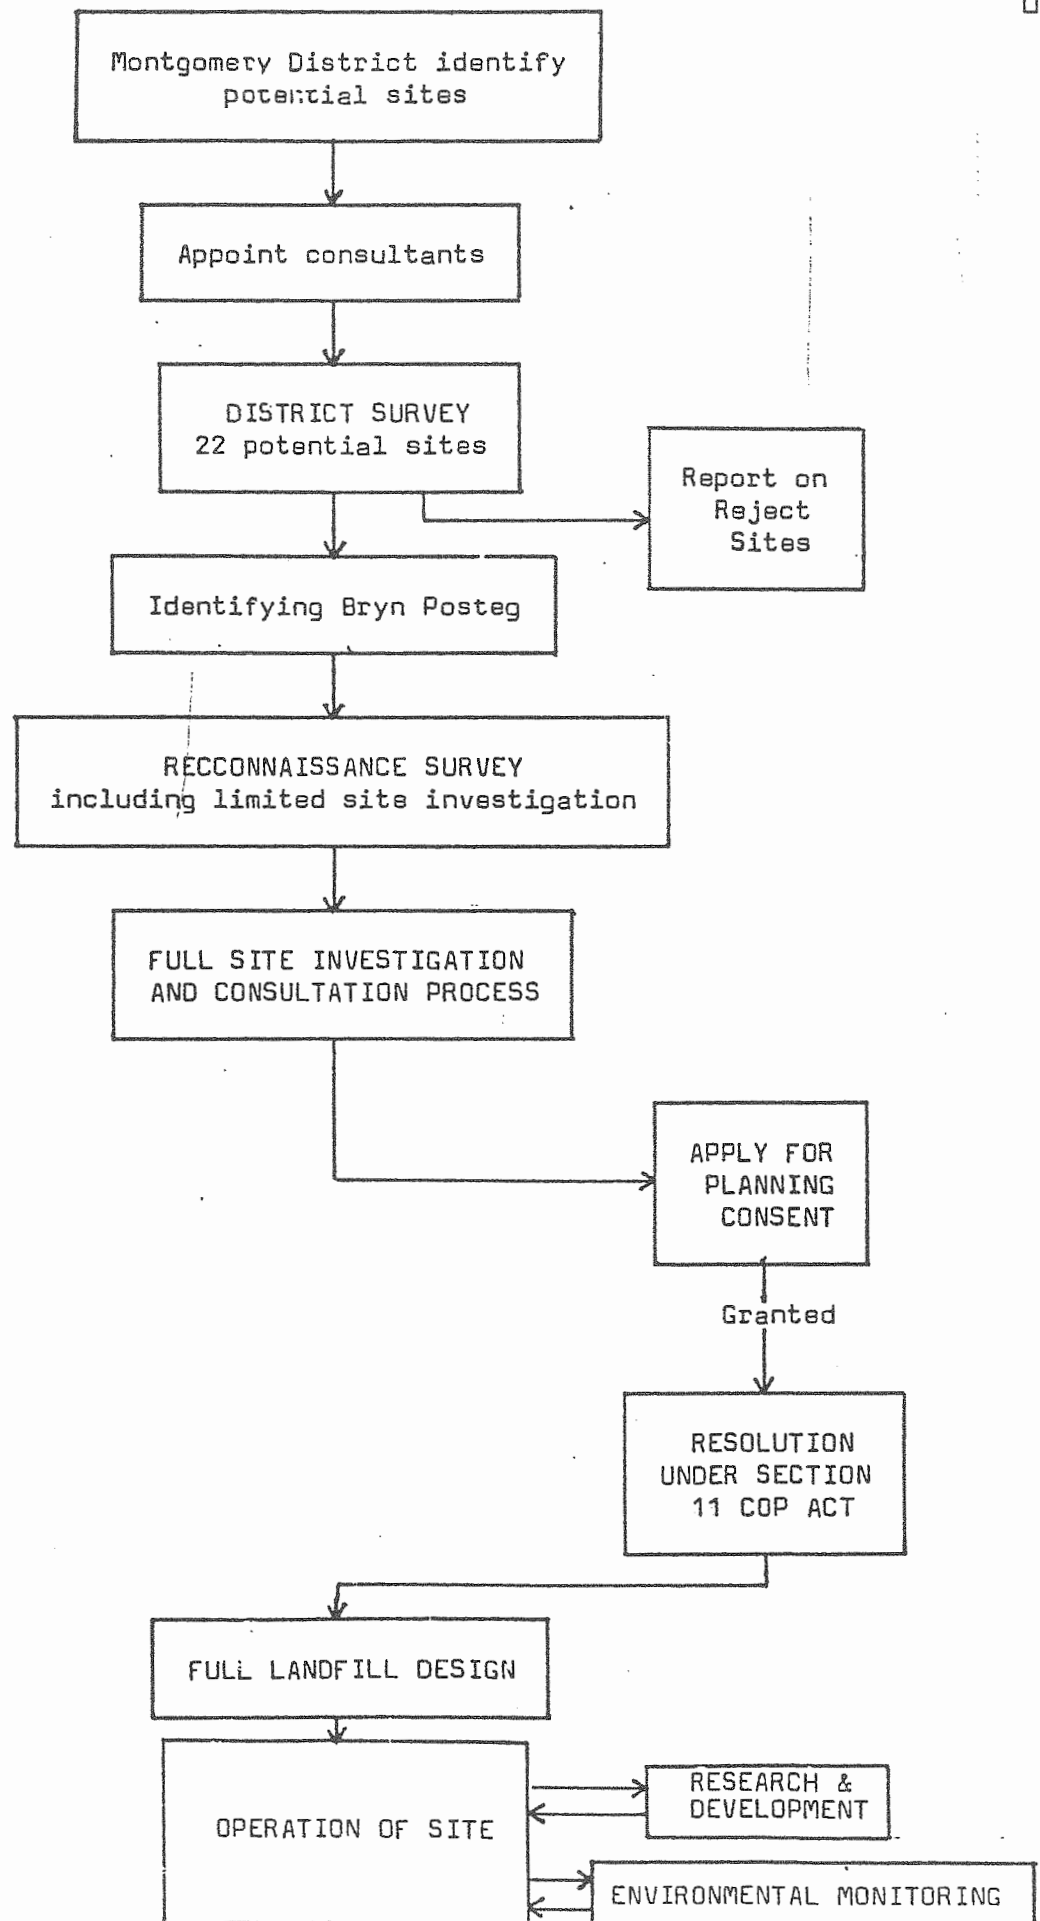 Montgomery District identify
potential sites
Appoint consultants
DISTRICT SURVEY
22 potential sites
Report on
Reject
Sites
Identifying Bryn Posteg
RECCONNAISSANCE SURVEY
including limited site investigation
FULL SITE INVESTIGATION
AND CONSULTATION PROCESS
APPLY FOR
PLANNING
CONSENT
Granted
RESOLUTION
UNDER SECTION
11 COP ACT
FULL LANDFILL DESIGN
OPERATION OF SITE
RESEARCH &
DEVELOPMENT
ENVIRONMENTAL MONITORING